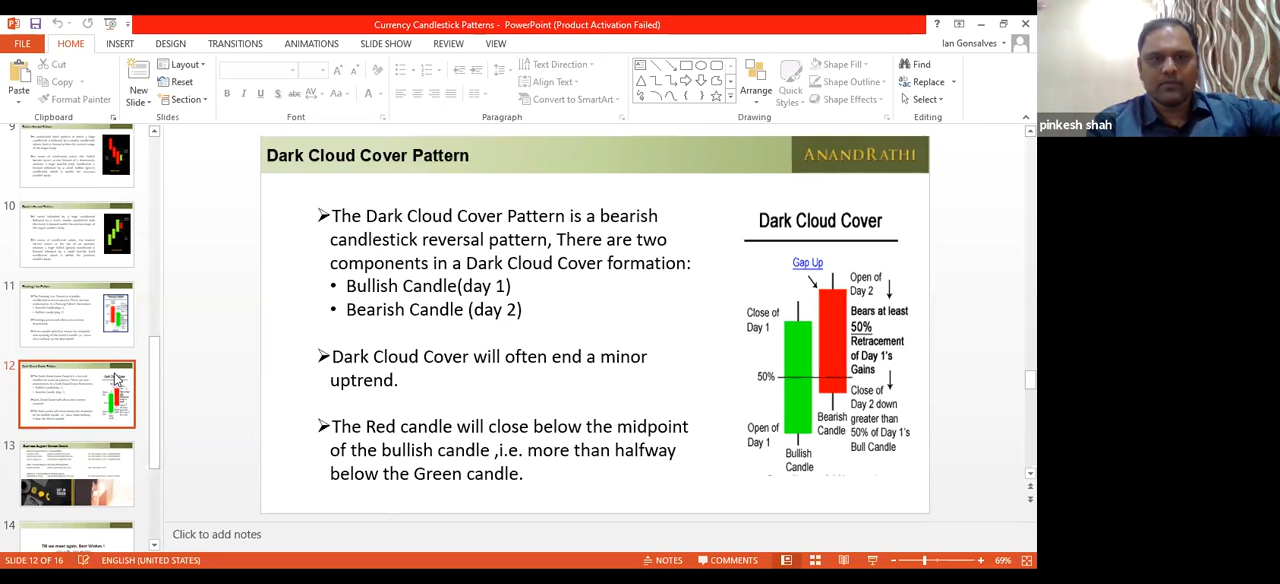 Currency Candlestick Patterns - PowerPoint (Product Activation Failed)
FILE HOME INSERT DESIGN TRANSITIONS ANIMATIONS SLIDE SHOW REVIEW VIEW Ian Gonsalves
Paste
Cut
Copy
Format Painter
Clipboard
New
Slide
Layout
Reset
Section
Slides
B I U S abc AV Aa A
Font
Text Direction
Align Text
Convert to SmartArt
Paragraph
Arrange
Quick
Styles
Shape Fill
Shape Outline
Shape Effects
Drawing
Find
Replace
Select
Editing
pinkesh shah
9
10
11
12
13
14
Dark Cloud Cover Pattern
ANANDRATHI
The Dark Cloud Cover Pattern is a bearish
candlestick reversal pattern, There are two
components in a Dark Cloud Cover formation:
• Bullish Candle(day 1)
• Bearish Candle (day 2)
Dark Cloud Cover will often end a minor
uptrend.
The Red candle will close below the midpoint
of the bullish candle ,i.e. more than halfway
below the Green candle.
Dark Cloud Cover
Gap Up
Open of
Day 2
Close of
Day 1
Bears at least
50%
Retracement
of Day 1's
Gains
50%
Close of
Day 2 down
greater than
50% of Day 1's
Bull Candle
Bearish
Candle
Open of
Day 1
Bullish
Candle
Click to add notes
SLIDE 12 OF 16 ENGLISH (UNITED STATES) NOTES COMMENTS 69%